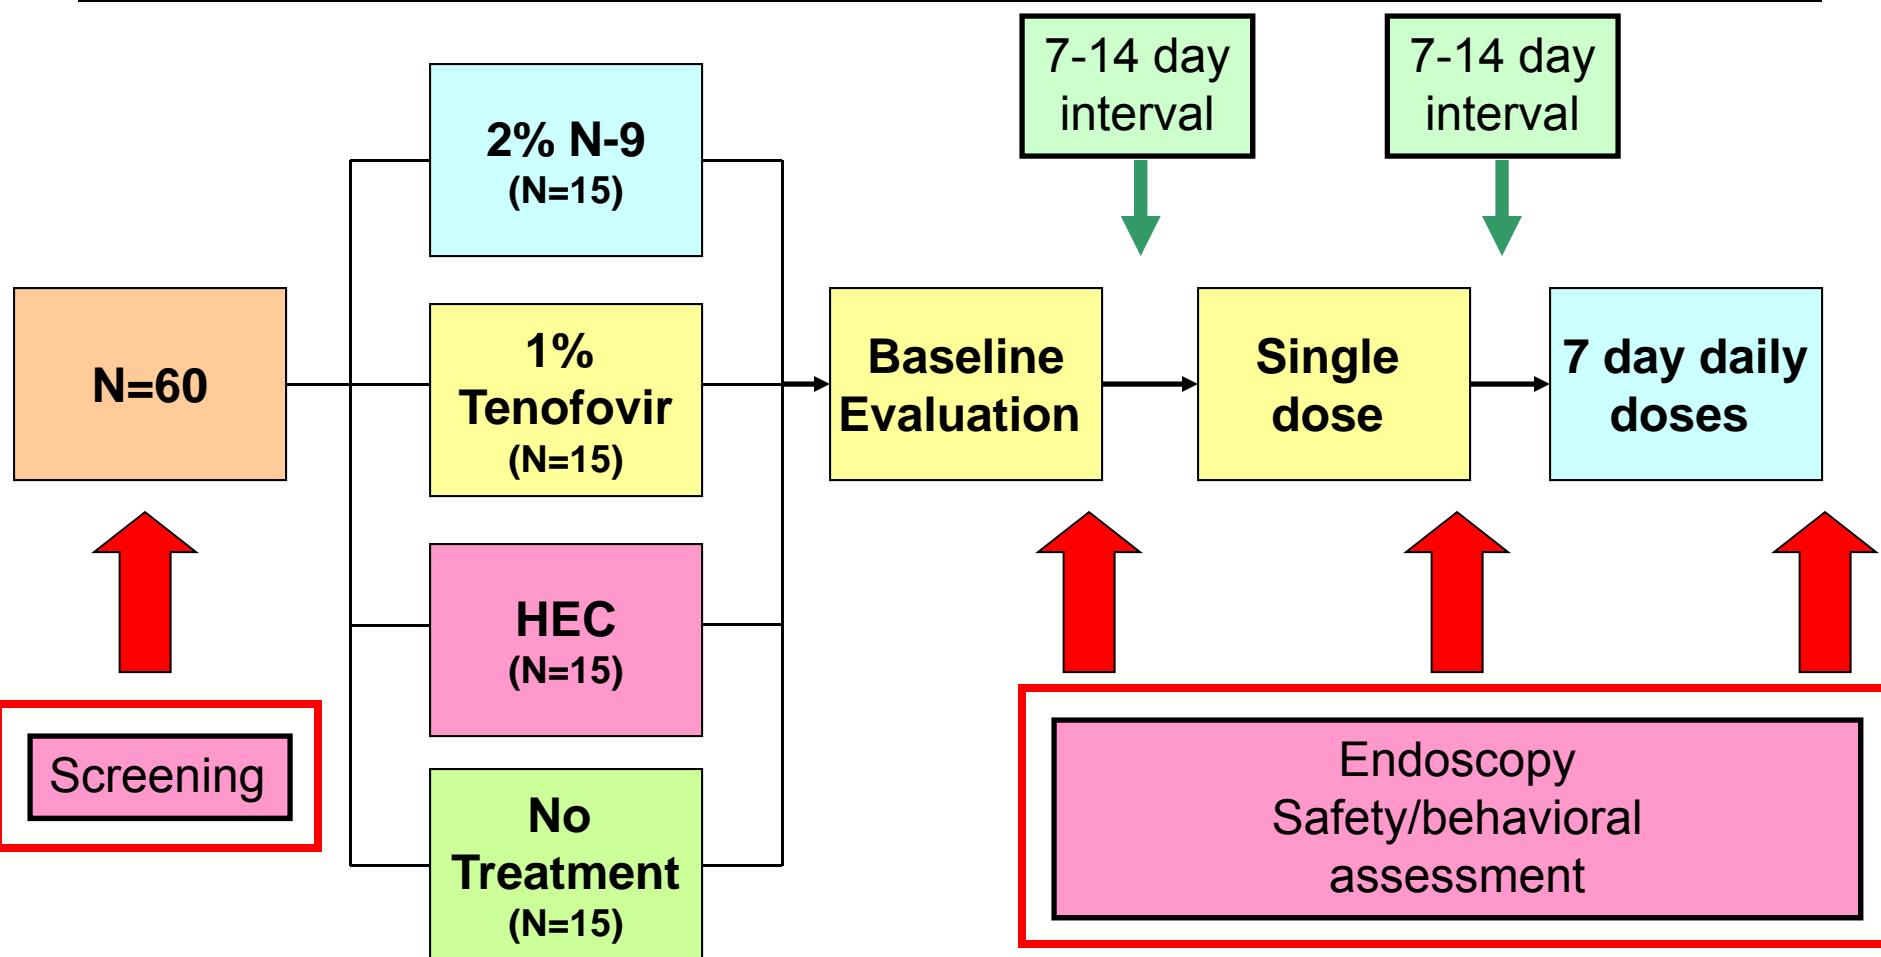 7-14 day
interval
7-14 day
interval
2% N-9
(N=15)
N=60
1%
Tenofovir
(N=15)
Baseline
Evaluation
Single
dose
7 day daily
doses
HEC
(N=15)
Screening
No
Treatment
(N=15)
Endoscopy
Safety/behavioral
assessment